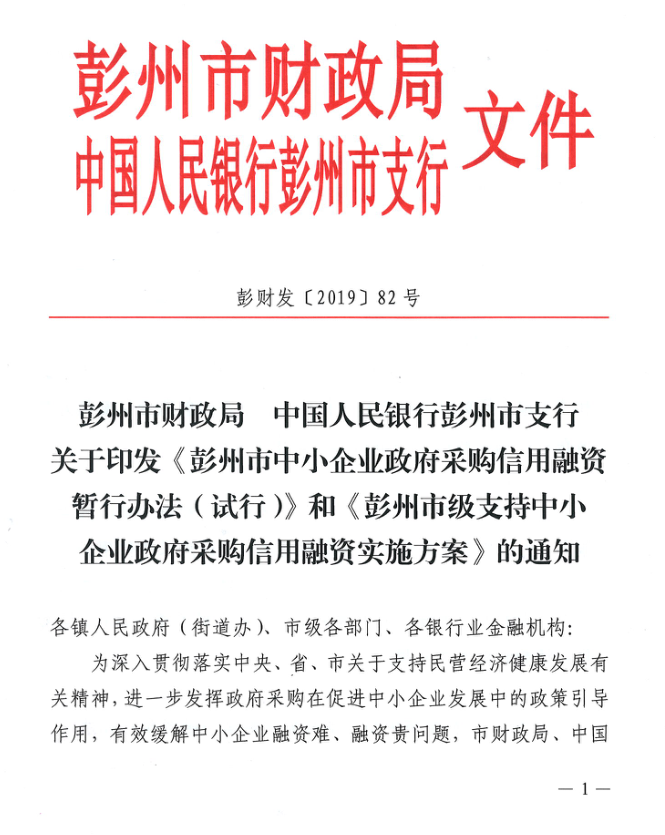 彭州市财政局
中国人民银行彭州市支行
文件
彭财发〔2019〕82号
彭州市财政局 中国人民银行彭州市支行
关于印发《彭州市中小企业政府采购信用融资
暂行办法（试行）》和《彭州市级支持中小
企业政府采购信用融资实施方案》的通知
各镇人民政府（街道办）、市级各部门、各银行业金融机构：
为深入贯彻落实中央、省、市关于支持民营经济健康发展有
关精神，进一步发挥政府采购在促进中小企业发展中的政策引导
作用，有效缓解中小企业融资难、融资贵问题，市财政局、中国
— 1 —